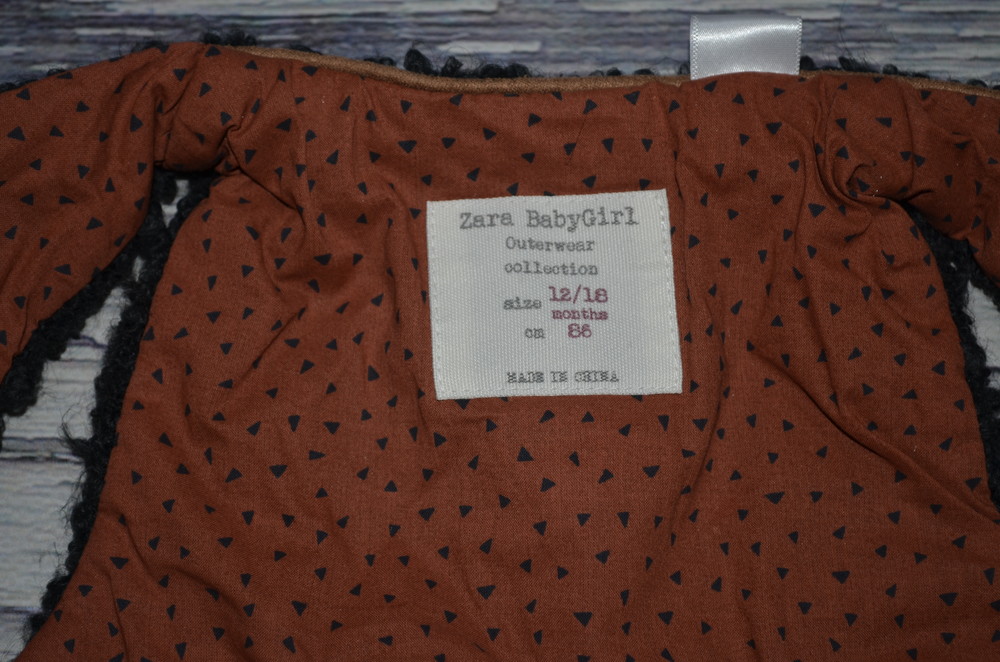 Zara BabyGirl
Outerwear
collection
size 12/18
months
cm 86
MADE IN CHINA